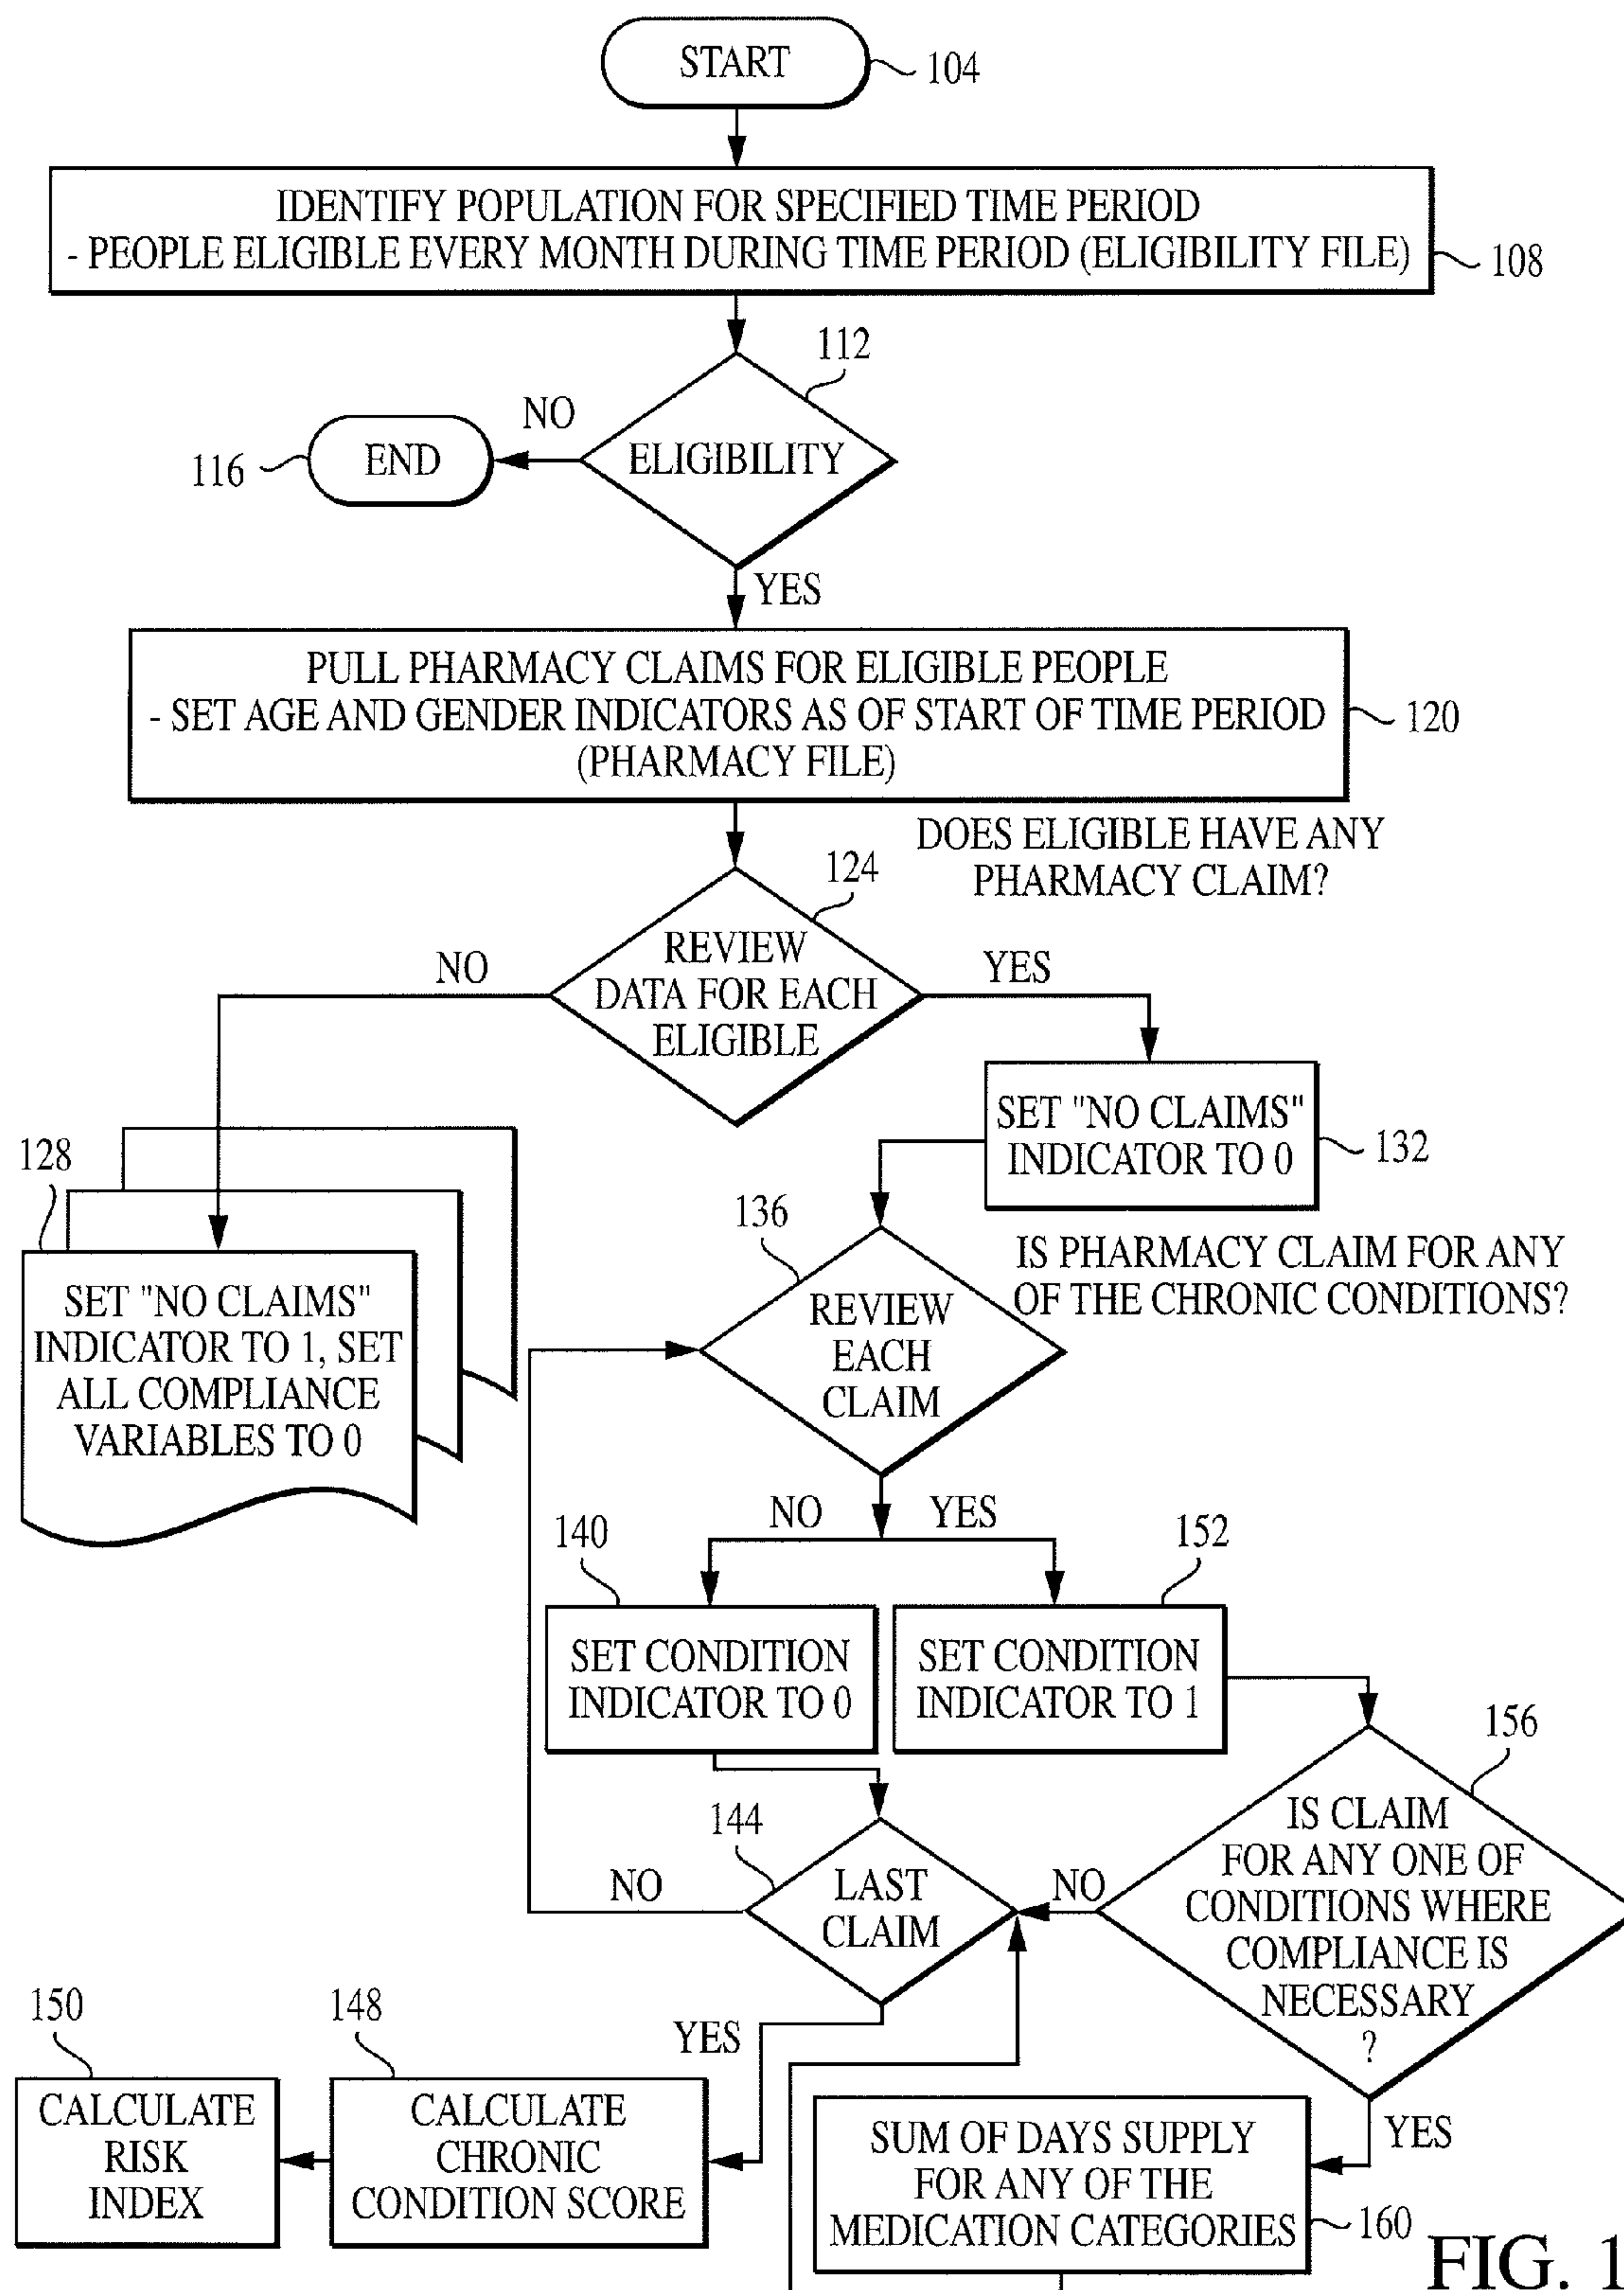 START
104
IDENTIFY POPULATION FOR SPECIFIED TIME PERIOD
- PEOPLE ELIGIBLE EVERY MONTH DURING TIME PERIOD (ELIGIBILITY FILE)
108
112
NO
116
END
ELIGIBILITY
YES
PULL PHARMACY CLAIMS FOR ELIGIBLE PEOPLE
- SET AGE AND GENDER INDICATORS AS OF START OF TIME PERIOD
(PHARMACY FILE)
120
DOES ELIGIBLE HAVE ANY
PHARMACY CLAIM?
124
NO
REVIEW
DATA FOR EACH
ELIGIBLE
YES
SET "NO CLAIMS"
INDICATOR TO 0
132
128
SET "NO CLAIMS"
INDICATOR TO 1, SET
ALL COMPLIANCE
VARIABLES TO 0
136
IS PHARMACY CLAIM FOR ANY
OF THE CHRONIC CONDITIONS?
REVIEW
EACH
CLAIM
NO
YES
140
152
SET CONDITION
INDICATOR TO 0
SET CONDITION
INDICATOR TO 1
156
IS CLAIM
FOR ANY ONE OF
CONDITIONS WHERE
COMPLIANCE IS
NECESSARY
?
144
NO
LAST
CLAIM
NO
YES
YES
150
148
CALCULATE
RISK
INDEX
CALCULATE
CHRONIC
CONDITION SCORE
SUM OF DAYS SUPPLY
FOR ANY OF THE
MEDICATION CATEGORIES
160
FIG. 1